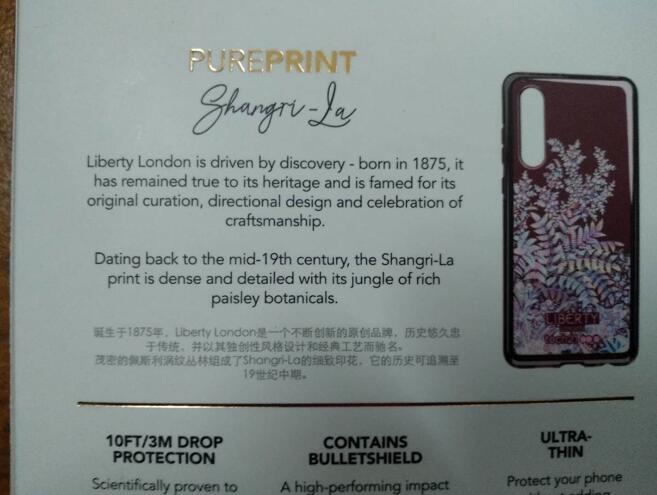 PUREPRINT
Shangri-La
Liberty London is driven by discovery - born in 1875, it
has remained true to its heritage and is famed for its
original curation, directional design and celebration of
craftsmanship.
Dating back to the mid-19th century, the Shangri-La
print is dense and detailed with its jungle of rich
paisley botanicals.
诞生于1875年，Liberty London是一个不断创新的原创品牌，历史悠久忠
于传统，并以其独创性风格设计和经典工艺而驰名。
茂密的佩斯利涡纹丛林组成了Shangri-La的细致印花，它的历史可追溯至
19世纪中期。
LIBERTY
tech21
10FT/3M DROP
PROTECTION
Scientifically proven to
CONTAINS
BULLETSHIELD
A high-performing impact
ULTRA-
THIN
Protect your phone
without adding